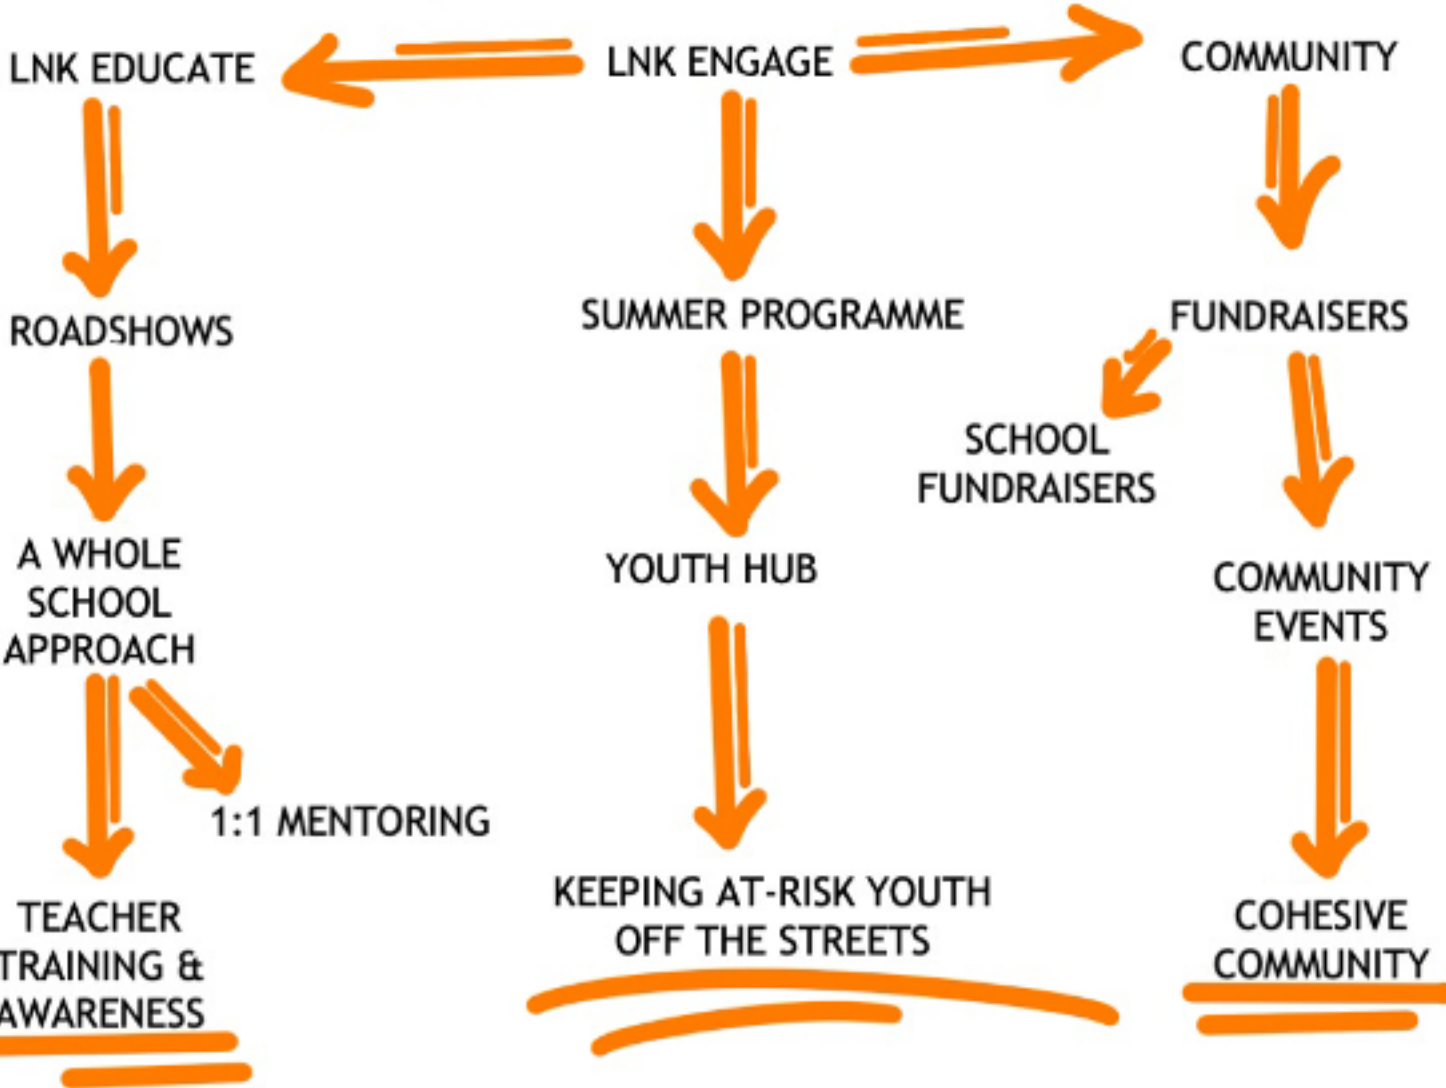 LNK EDUCATE
LNK ENGAGE
COMMUNITY
ROADSHOWS
SUMMER PROGRAMME
FUNDRAISERS
SCHOOL
FUNDRAISERS
A WHOLE
SCHOOL
APPROACH
YOUTH HUB
COMMUNITY
EVENTS
1:1 MENTORING
TEACHER
TRAINING &
AWARENESS
KEEPING AT-RISK YOUTH
OFF THE STREETS
COHESIVE
COMMUNITY